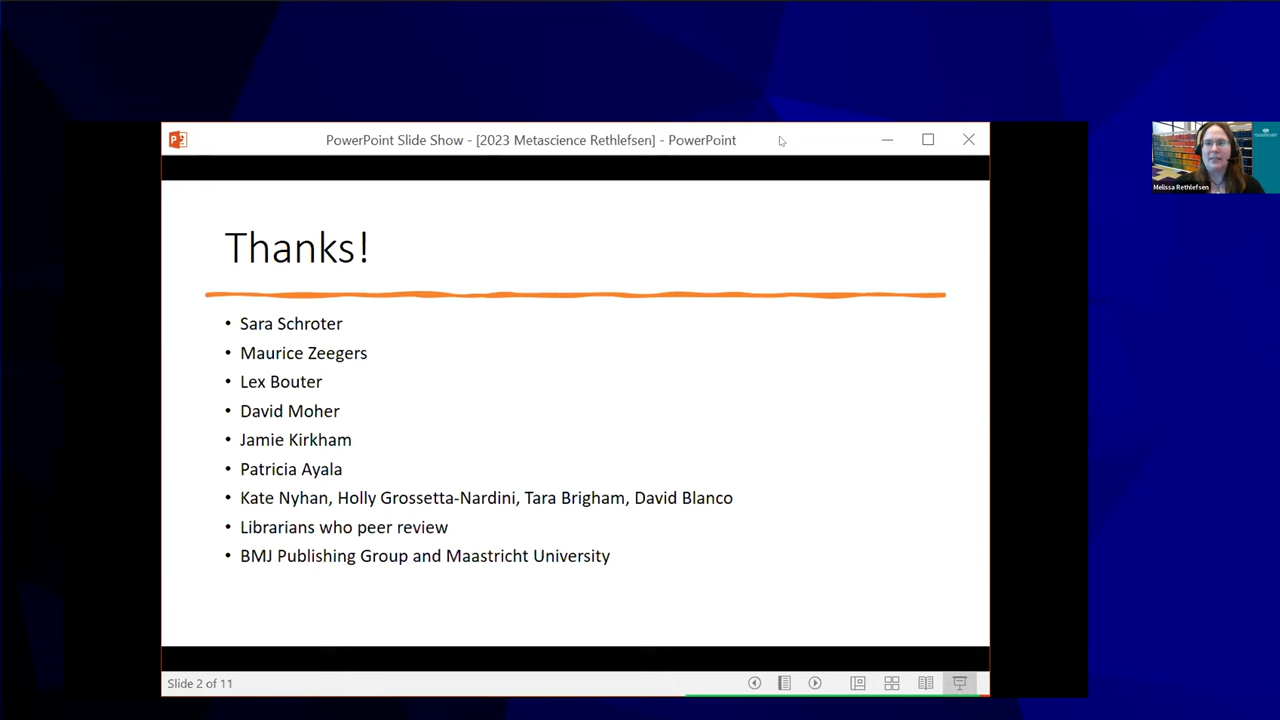 PowerPoint Slide Show - [2023 Metascience Rethlefsen] - PowerPoint
Thanks!
• Sara Schroter
• Maurice Zeegers
• Lex Bouter
• David Moher
• Jamie Kirkham
• Patricia Ayala
• Kate Nyhan, Holly Grossetta-Nardini, Tara Brigham, David Blanco
• Librarians who peer review
• BMJ Publishing Group and Maastricht University
Slide 2 of 11
Melissa Rethlefsen